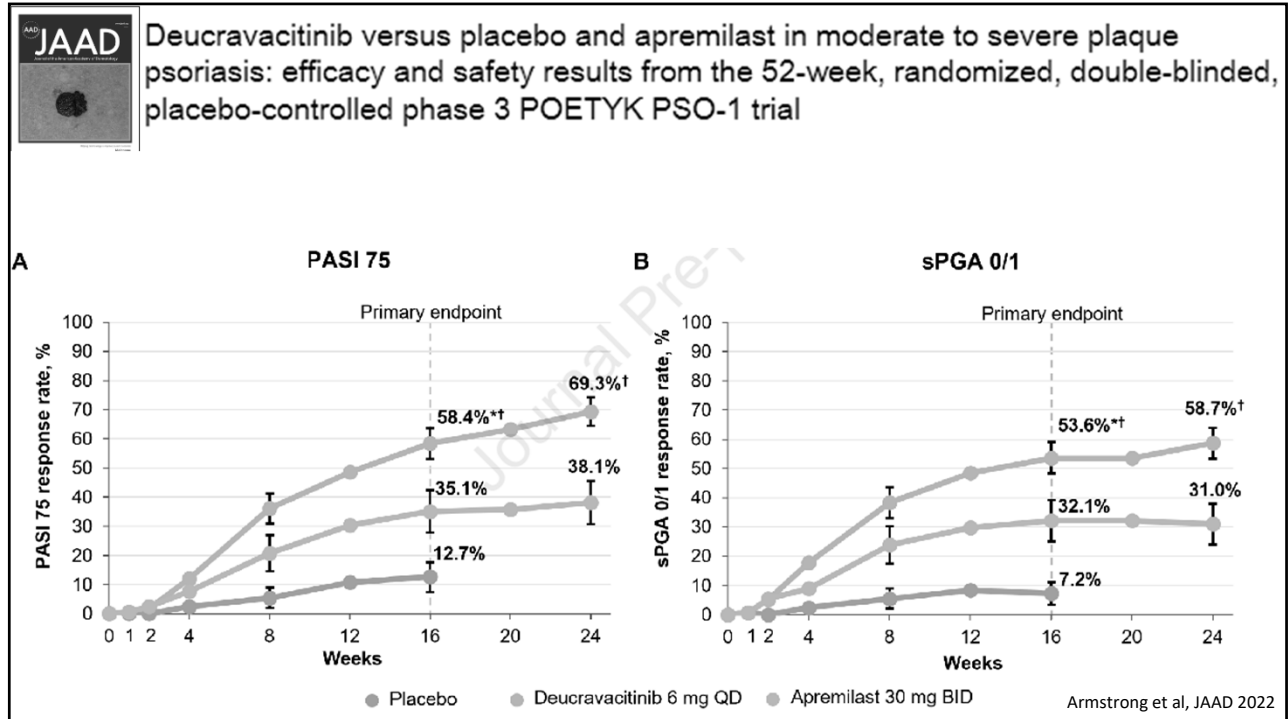 AAD
JAAD
Deucravacitinib versus placebo and apremilast in moderate to severe plaque
psoriasis: efficacy and safety results from the 52-week, randomized, double-blinded,
placebo-controlled phase 3 POETYK PSO-1 trial
Journal Pre-
A
PASI 75
Primary endpoint
PASI 75 response rate, %
100
90
80
70
60
50
40
30
20
10
0
58.4%*†
69.3%†
35.1%
38.1%
12.7%
0 1 2 4 8 12 16 20 24
Weeks
B
sPGA 0/1
Primary endpoint
sPGA 0/1 response rate, %
100
90
80
70
60
50
40
30
20
10
0
53.6%*†
58.7%†
32.1%
31.0%
7.2%
0 1 2 4 8 12 16 20 24
Weeks
Placebo Deucravacitinib 6 mg QD Apremilast 30 mg BID
Armstrong et al, JAAD 2022